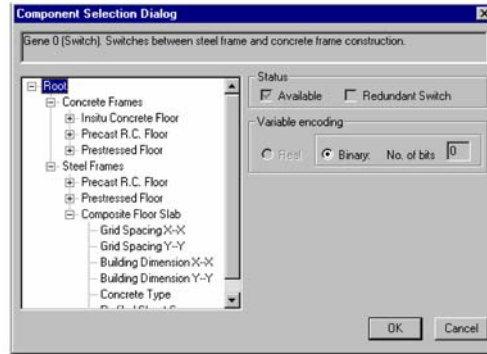 Component Selection Dialog
Gene 0 (Switch). Switches between steel frame and concrete frame construction.
Root
Concrete Frames
Insitu Concrete Floor
Precast R.C. Floor
Prestressed Floor
Steel Frames
Precast R.C. Floor
Prestressed Floor
Composite Floor Slab
Grid Spacing X--X
Grid Spacing Y--Y
Building Dimension X--X
Building Dimension Y--Y
Concrete Type
Status
Available Redundant Switch
Variable encoding
Real Binary: No. of bits 0
OK Cancel